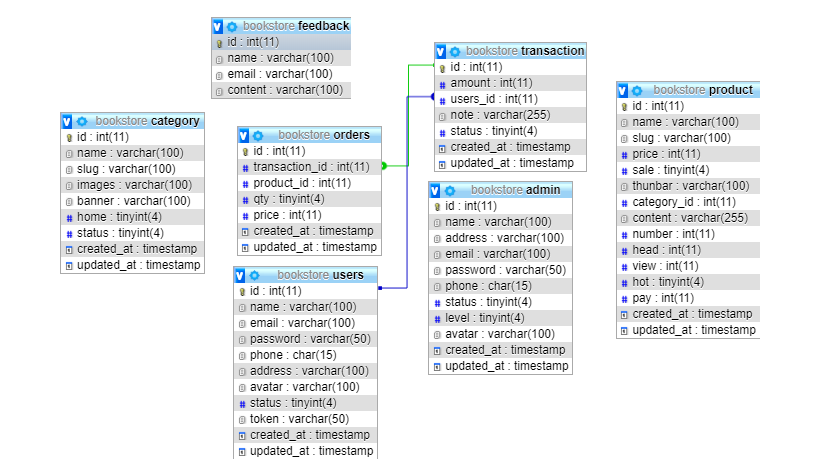 bookstore feedback
id : int(11)
name : varchar(100)
email : varchar(100)
content : varchar(100)
bookstore transaction
id : int(11)
amount : int(11)
users_id : int(11)
note : varchar(255)
status : tinyint(4)
created_at : timestamp
updated_at : timestamp
bookstore product
id : int(11)
name : varchar(100)
slug : varchar(100)
price : int(11)
sale : tinyint(4)
thunbar : varchar(100)
category_id : int(11)
content : varchar(255)
number : int(11)
head : int(11)
view : int(11)
hot : tinyint(4)
pay : int(11)
created_at : timestamp
updated_at : timestamp
bookstore category
id : int(11)
name : varchar(100)
slug : varchar(100)
images : varchar(100)
banner : varchar(100)
home : tinyint(4)
status : tinyint(4)
created_at : timestamp
updated_at : timestamp
bookstore orders
id : int(11)
transaction_id : int(11)
product_id : int(11)
qty : tinyint(4)
price : int(11)
created_at : timestamp
updated_at : timestamp
bookstore admin
id : int(11)
name : varchar(100)
address : varchar(100)
email : varchar(100)
password : varchar(50)
phone : char(15)
status : tinyint(4)
level : tinyint(4)
avatar : varchar(100)
created_at : timestamp
updated_at : timestamp
bookstore users
id : int(11)
name : varchar(100)
email : varchar(100)
password : varchar(50)
phone : char(15)
address : varchar(100)
avatar : varchar(100)
status : tinyint(4)
token : varchar(50)
created_at : timestamp
updated_at : timestamp